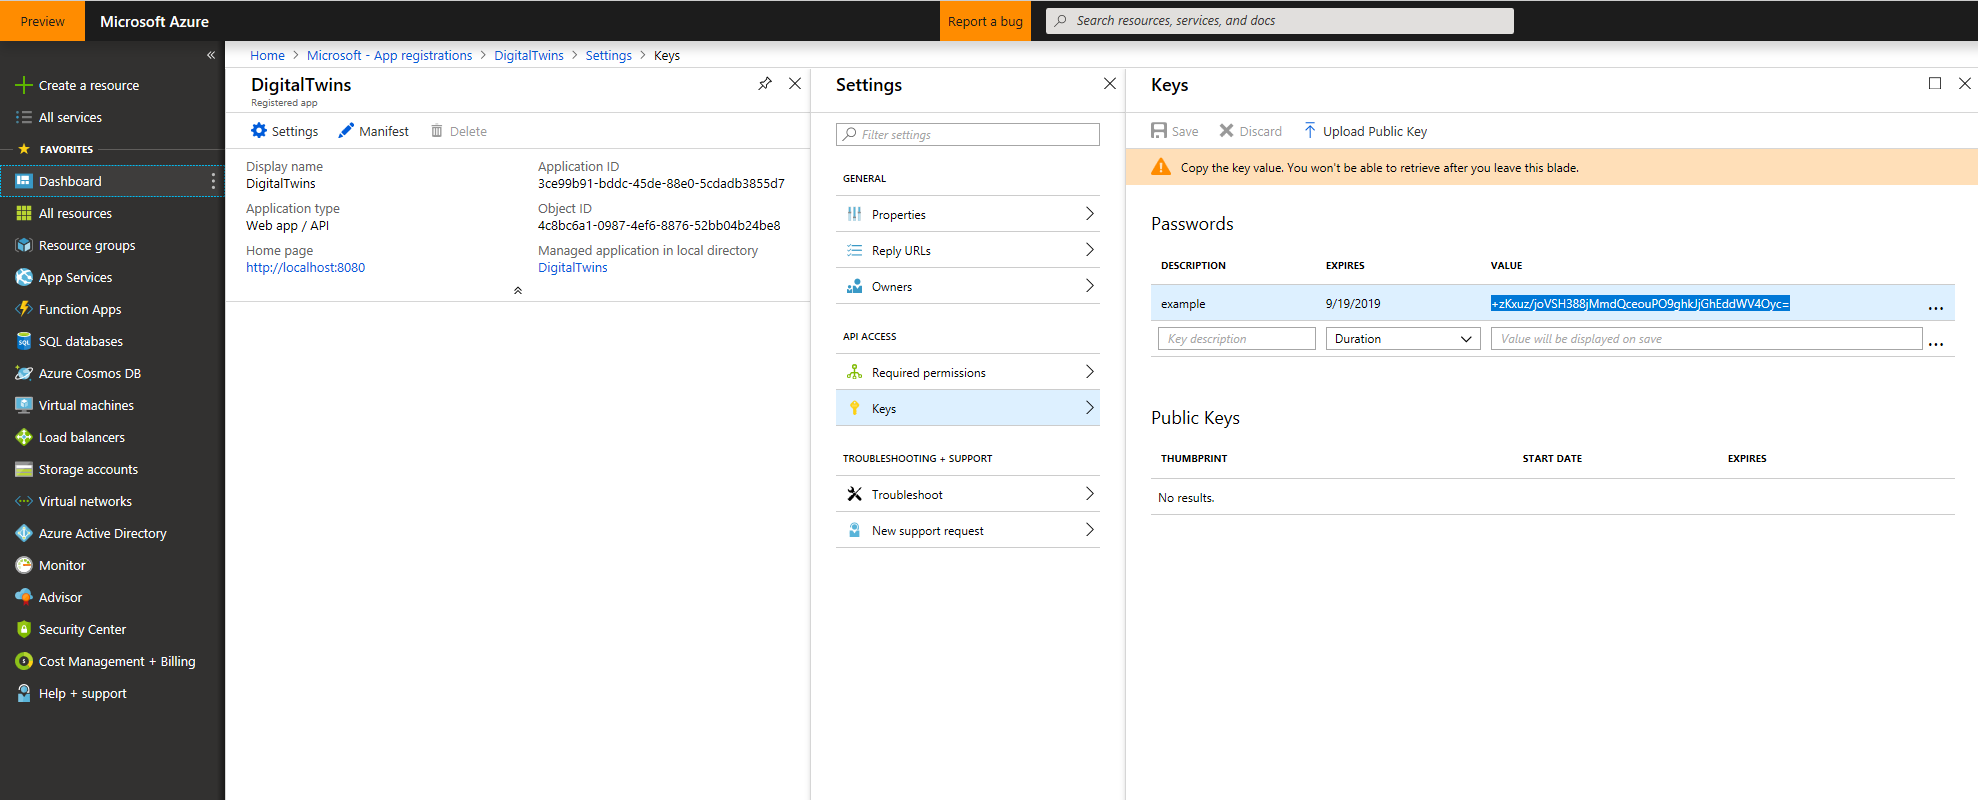 Preview
Microsoft Azure
Report a bug
Search resources, services, and docs
«
Create a resource
All services
FAVORITES
Dashboard
All resources
Resource groups
App Services
Function Apps
SQL databases
Azure Cosmos DB
Virtual machines
Load balancers
Storage accounts
Virtual networks
Azure Active Directory
Monitor
Advisor
Security Center
Cost Management + Billing
Help + support
Home > Microsoft - App registrations > DigitalTwins > Settings > Keys
DigitalTwins
Registered app
Settings Manifest Delete
Display name
DigitalTwins
Application type
Web app / API
Home page
http://localhost:8080
Application ID
3ce99b91-bddc-45de-88e0-5cdadb3855d7
Object ID
4c8bc6a1-0987-4ef6-8876-52bb04b24be8
Managed application in local directory
DigitalTwins
Settings
Filter settings
GENERAL
Properties
Reply URLs
Owners
API ACCESS
Required permissions
Keys
TROUBLESHOOTING + SUPPORT
Troubleshoot
New support request
Keys
Save Discard Upload Public Key
Copy the key value. You won't be able to retrieve after you leave this blade.
Passwords
DESCRIPTION EXPIRES VALUE
example 9/19/2019 +zKxuz/joVSH388jMmdQceouPO9ghkJjGhEddWV4Oyc= ...
Key description Duration Value will be displayed on save ...
Public Keys
THUMBPRINT START DATE EXPIRES
No results.